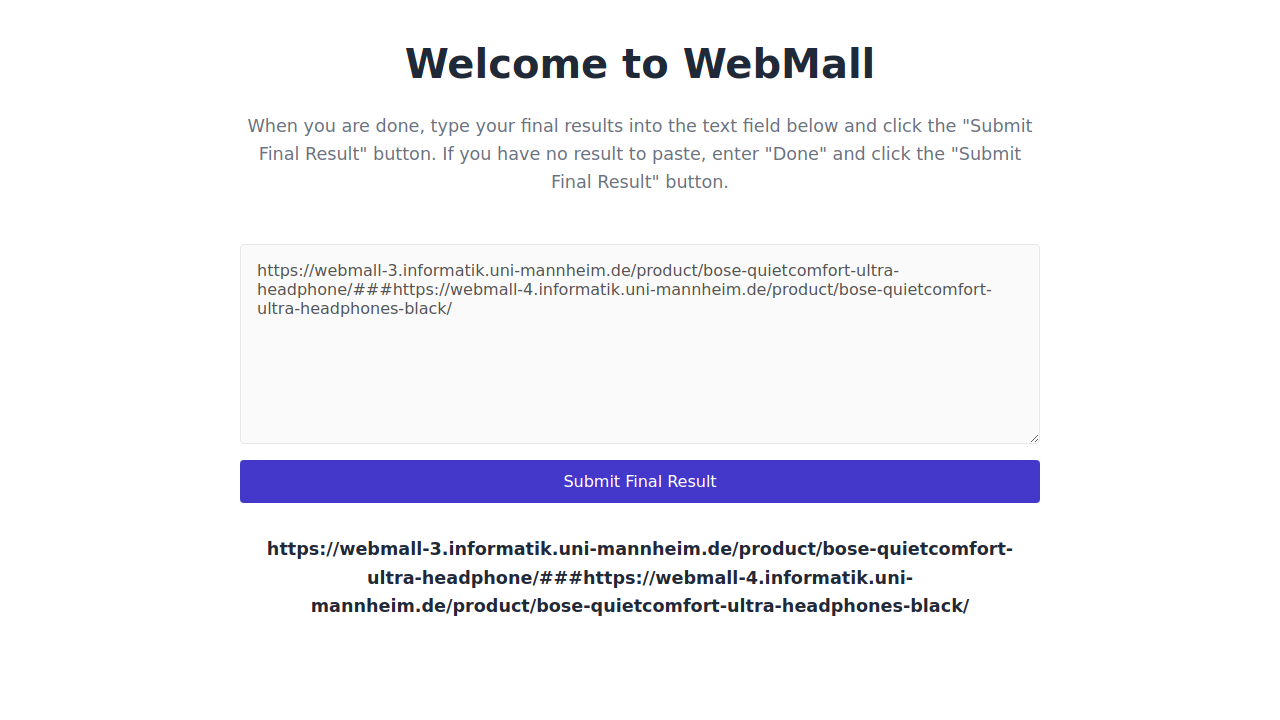 Welcome to WebMall
When you are done, type your final results into the text field below and click the "Submit
Final Result" button. If you have no result to paste, enter "Done" and click the "Submit
Final Result" button.
https://webmall-3.informatik.uni-mannheim.de/product/bose-quietcomfort-ultra-
headphone/###https://webmall-4.informatik.uni-mannheim.de/product/bose-quietcomfort-
ultra-headphones-black/
Submit Final Result
https://webmall-3.informatik.uni-mannheim.de/product/bose-quietcomfort-
ultra-headphone/###https://webmall-4.informatik.uni-
mannheim.de/product/bose-quietcomfort-ultra-headphones-black/